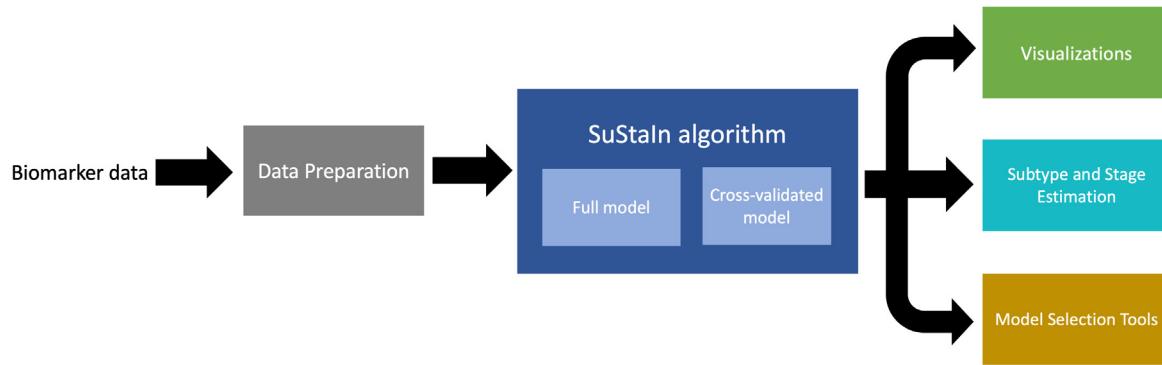 Biomarker data
Data Preparation
SuStaIn algorithm
Full model
Cross-validated
model
Visualizations
Subtype and Stage
Estimation
Model Selection Tools